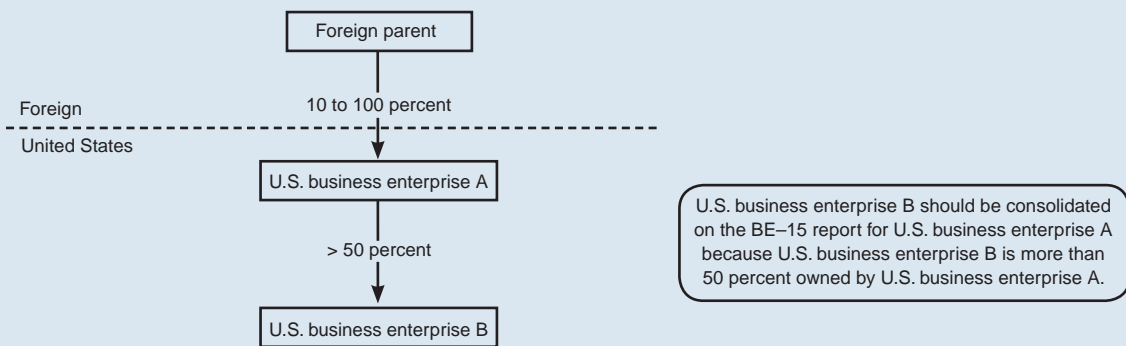 Foreign parent
10 to 100 percent
Foreign
United States
U.S. business enterprise A
> 50 percent
U.S. business enterprise B
U.S. business enterprise B should be consolidated
on the BE–15 report for U.S. business enterprise A
because U.S. business enterprise B is more than
50 percent owned by U.S. business enterprise A.